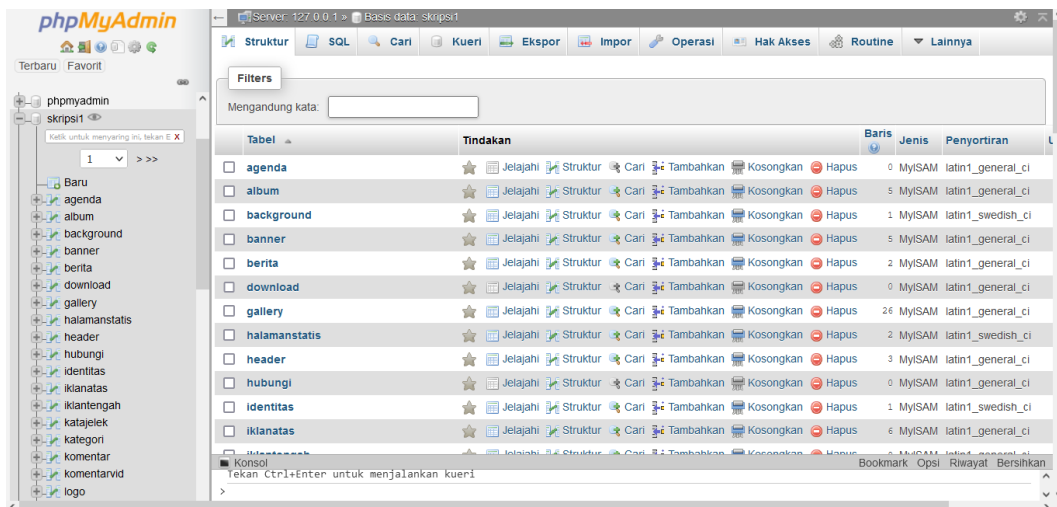 phpMyAdmin
Terbaru Favorit
phpmyadmin
skripsi1
Ketik untuk menyaring ini, tekan E X
1 > >>
Baru
agenda
album
background
banner
berita
download
gallery
halamanstatis
header
hubungi
identitas
iklanatas
iklantengah
katajelek
kategori
komentar
komentarvid
logo
Server: 127.0.0.1 » Basis data: skripsi1
Struktur SQL Cari Kueri Ekspor Impor Operasi Hak Akses Routine Lainnya
Filters
Mengandung kata:
Tabel Tindakan Baris Jenis Penyortiran
agenda Jelajahi Struktur Cari Tambahkan Kosongkan Hapus 0 MyISAM latin1_general_ci
album Jelajahi Struktur Cari Tambahkan Kosongkan Hapus 5 MyISAM latin1_general_ci
background Jelajahi Struktur Cari Tambahkan Kosongkan Hapus 1 MyISAM latin1_swedish_ci
banner Jelajahi Struktur Cari Tambahkan Kosongkan Hapus 5 MyISAM latin1_general_ci
berita Jelajahi Struktur Cari Tambahkan Kosongkan Hapus 2 MyISAM latin1_general_ci
download Jelajahi Struktur Cari Tambahkan Kosongkan Hapus 0 MyISAM latin1_general_ci
gallery Jelajahi Struktur Cari Tambahkan Kosongkan Hapus 26 MyISAM latin1_general_ci
halamanstatis Jelajahi Struktur Cari Tambahkan Kosongkan Hapus 2 MyISAM latin1_swedish_ci
header Jelajahi Struktur Cari Tambahkan Kosongkan Hapus 3 MyISAM latin1_general_ci
hubungi Jelajahi Struktur Cari Tambahkan Kosongkan Hapus 0 MyISAM latin1_general_ci
identitas Jelajahi Struktur Cari Tambahkan Kosongkan Hapus 1 MyISAM latin1_swedish_ci
iklanatas Jelajahi Struktur Cari Tambahkan Kosongkan Hapus 6 MyISAM latin1_general_ci
Konsol Bookmark Opsi Riwayat Bersihkan
Tekan Ctrl+Enter untuk menjalankan kueri
>